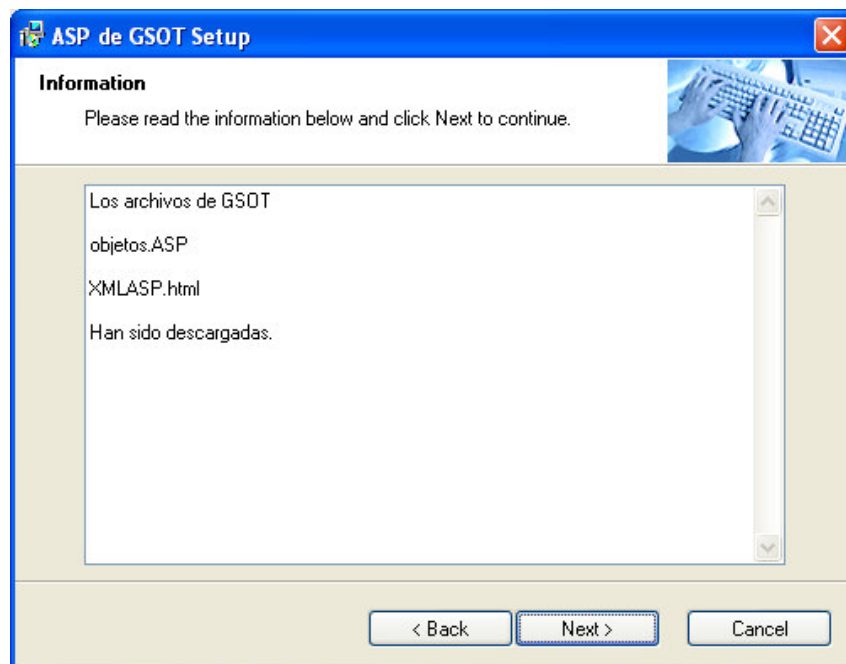 ASP de GSOT Setup
Information
Please read the information below and click Next to continue.
Los archivos de GSOT
objetos.ASP
XMLASP.html
Han sido descargadas.
< Back
Next >
Cancel